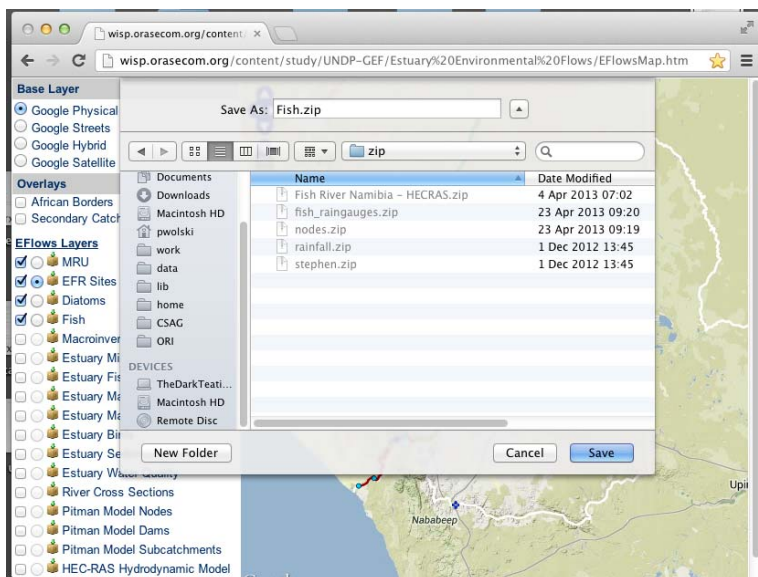 wisp.orasecom.org/content/
wisp.orasecom.org/content/study/UNDP-GEF/Estuary%20Environmental%20Flows/EFlowsMap.htm
Base Layer
Google Physical
Google Streets
Google Hybrid
Google Satellite
Overlays
African Borders
Secondary Catch
EFlows Layers
MRU
EFR Sites
Diatoms
Fish
Macroinver
Estuary Mi
Estuary Fis
Estuary Ma
Estuary Ma
Estuary Bir
Estuary Se
Estuary Water Quality
River Cross Sections
Pitman Model Nodes
Pitman Model Dams
Pitman Model Subcatchments
HEC-RAS Hydrodynamic Model
Save As: Fish.zip
zip
Documents
Downloads
Macintosh HD
pwolski
work
data
lib
home
CSAG
ORI
DEVICES
TheDarkTeati...
Macintosh HD
Remote Disc
Name Date Modified
Fish River Namibia – HECRAS.zip 4 Apr 2013 07:02
fish_raingauges.zip 23 Apr 2013 09:20
nodes.zip 23 Apr 2013 09:19
rainfall.zip 1 Dec 2012 13:45
stephen.zip 1 Dec 2012 13:45
New Folder Cancel Save
Nababeep
Upi